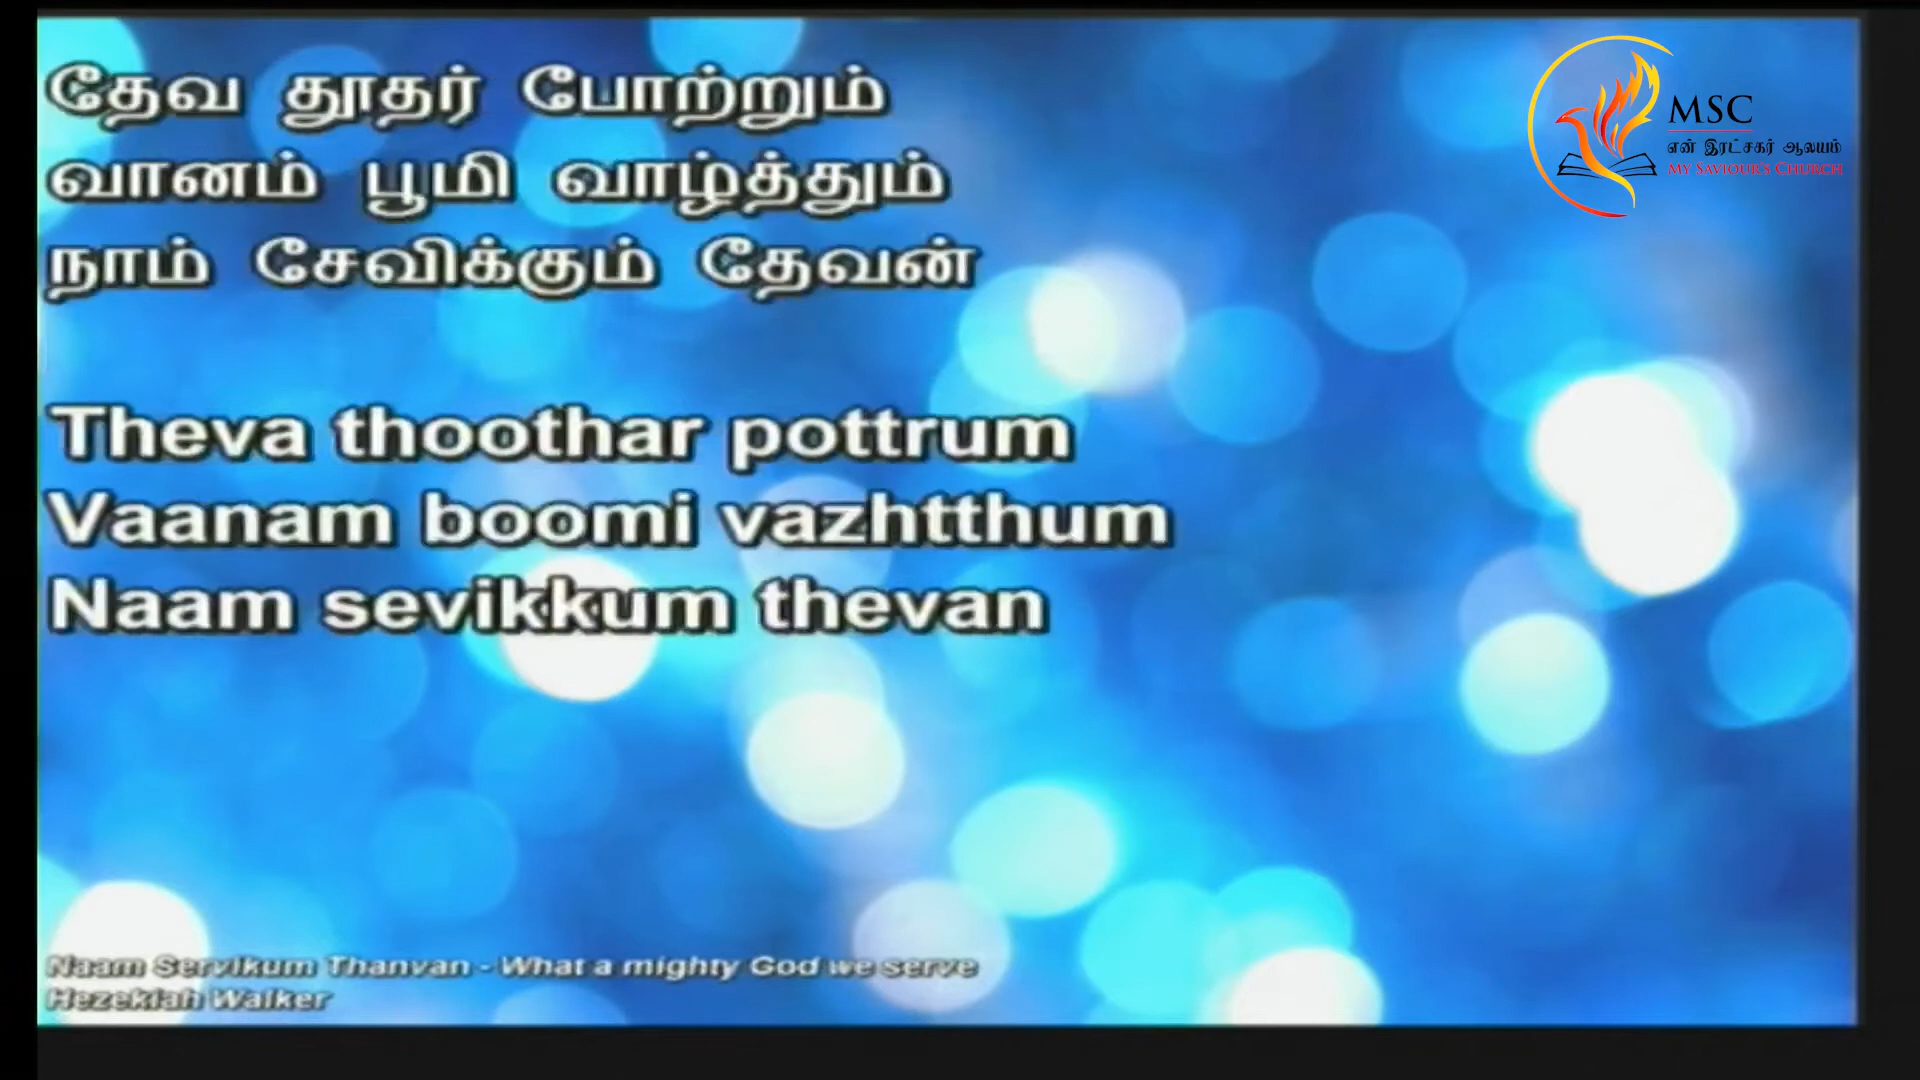 தேவ தூதர் போற்றும்
வானம் பூமி வாழ்த்தும்
நாம் சேவிக்கும் தேவன்
Theva thoothar pottrum
Vaanam boomi vazhtthum
Naam sevikkum thevan
Naam Servikum Thanvan - What a mighty God we serve
Hezekiah Walker
MSC
என் இரட்சகர் ஆலயம்
MY SAVIOUR'S CHURCH